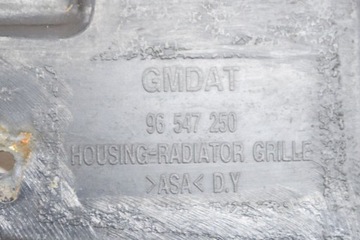 GMDAT
96 547 250
HOUSING-RADIATOR GRILLE
>ASA< D.Y